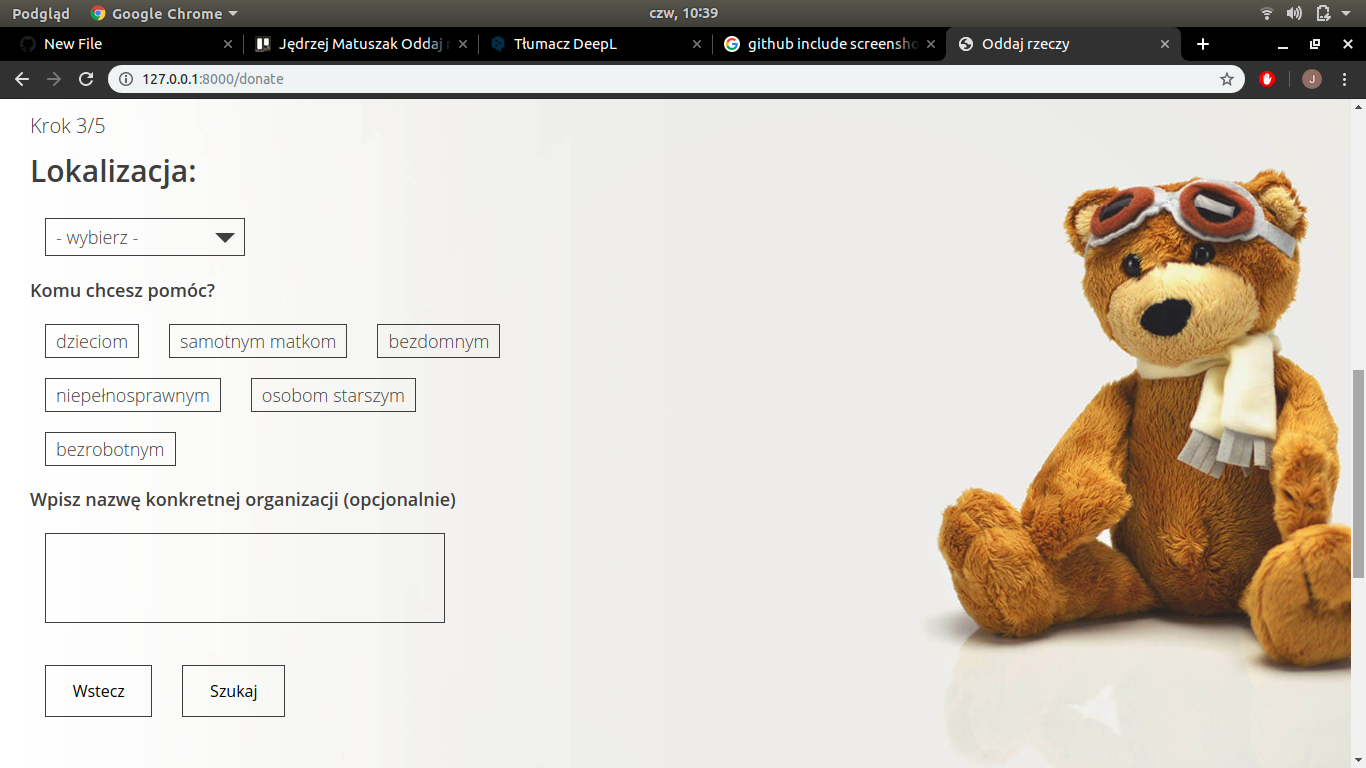 Podgląd Google Chrome czw, 10:39
New File Jędrzej Matuszak Oddaj Tłumacz DeepL github include screensho Oddaj rzeczy
127.0.0.1:8000/donate J
Krok 3/5
Lokalizacja:
- wybierz -
Komu chcesz pomóc?
dzieciom samotnym matkom bezdomnym
niepełnosprawnym osobom starszym
bezrobotnym
Wpisz nazwę konkretnej organizacji (opcjonalnie)
Wstecz Szukaj